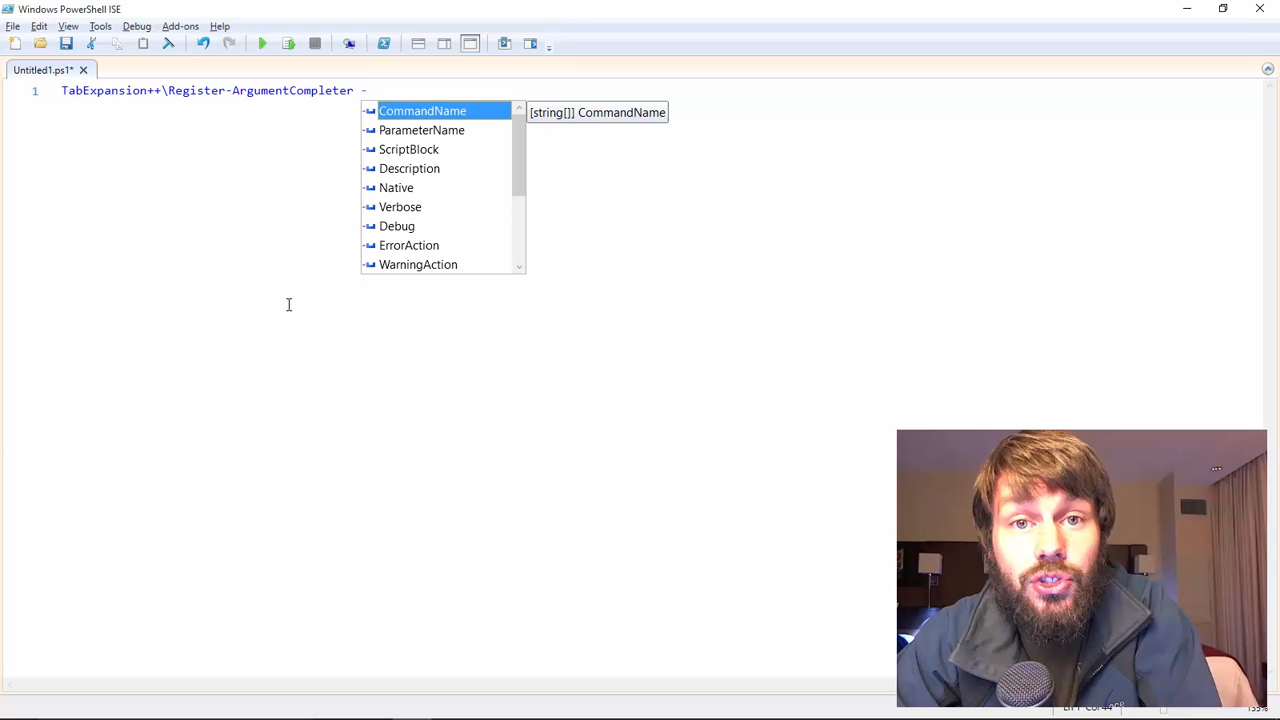 Windows PowerShell ISE
File Edit View Tools Debug Add-ons Help
Untitled1.ps1* X
1 TabExpansion++\Register-ArgumentCompleter -
CommandName
[string[]] CommandName
ParameterName
ScriptBlock
Description
Native
Verbose
Debug
ErrorAction
WarningAction